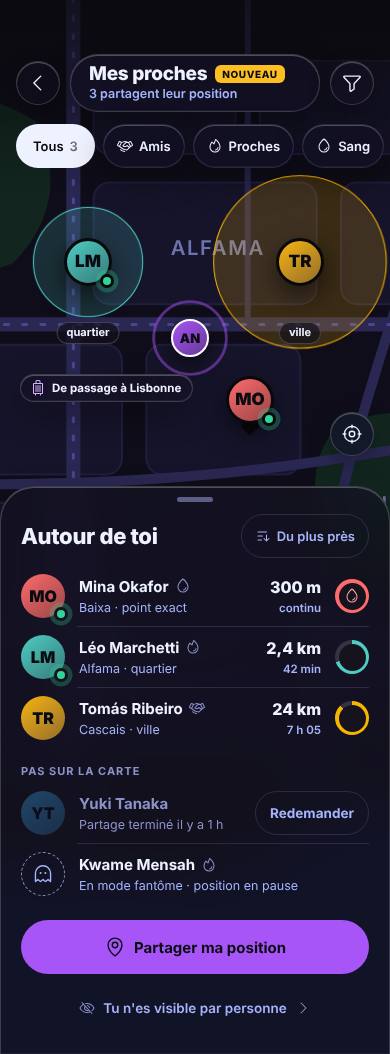 Mes proches NOUVEAU
3 partagent leur position
Tous 3 Amis Proches Sang
ALFAMA
LM
TR
quartier
AN
ville
De passage à Lisbonne
MO
Autour de toi Du plus près
MO Mina Okafor 300 m
Baixa · point exact continu
LM Léo Marchetti 2,4 km
Alfama · quartier 42 min
TR Tomás Ribeiro 24 km
Cascais · ville 7 h 05
PAS SUR LA CARTE
YT Yuki Tanaka Redemander
Partage terminé il y a 1 h
Kwame Mensah
En mode fantôme · position en pause
Partager ma position
Tu n'es visible par personne